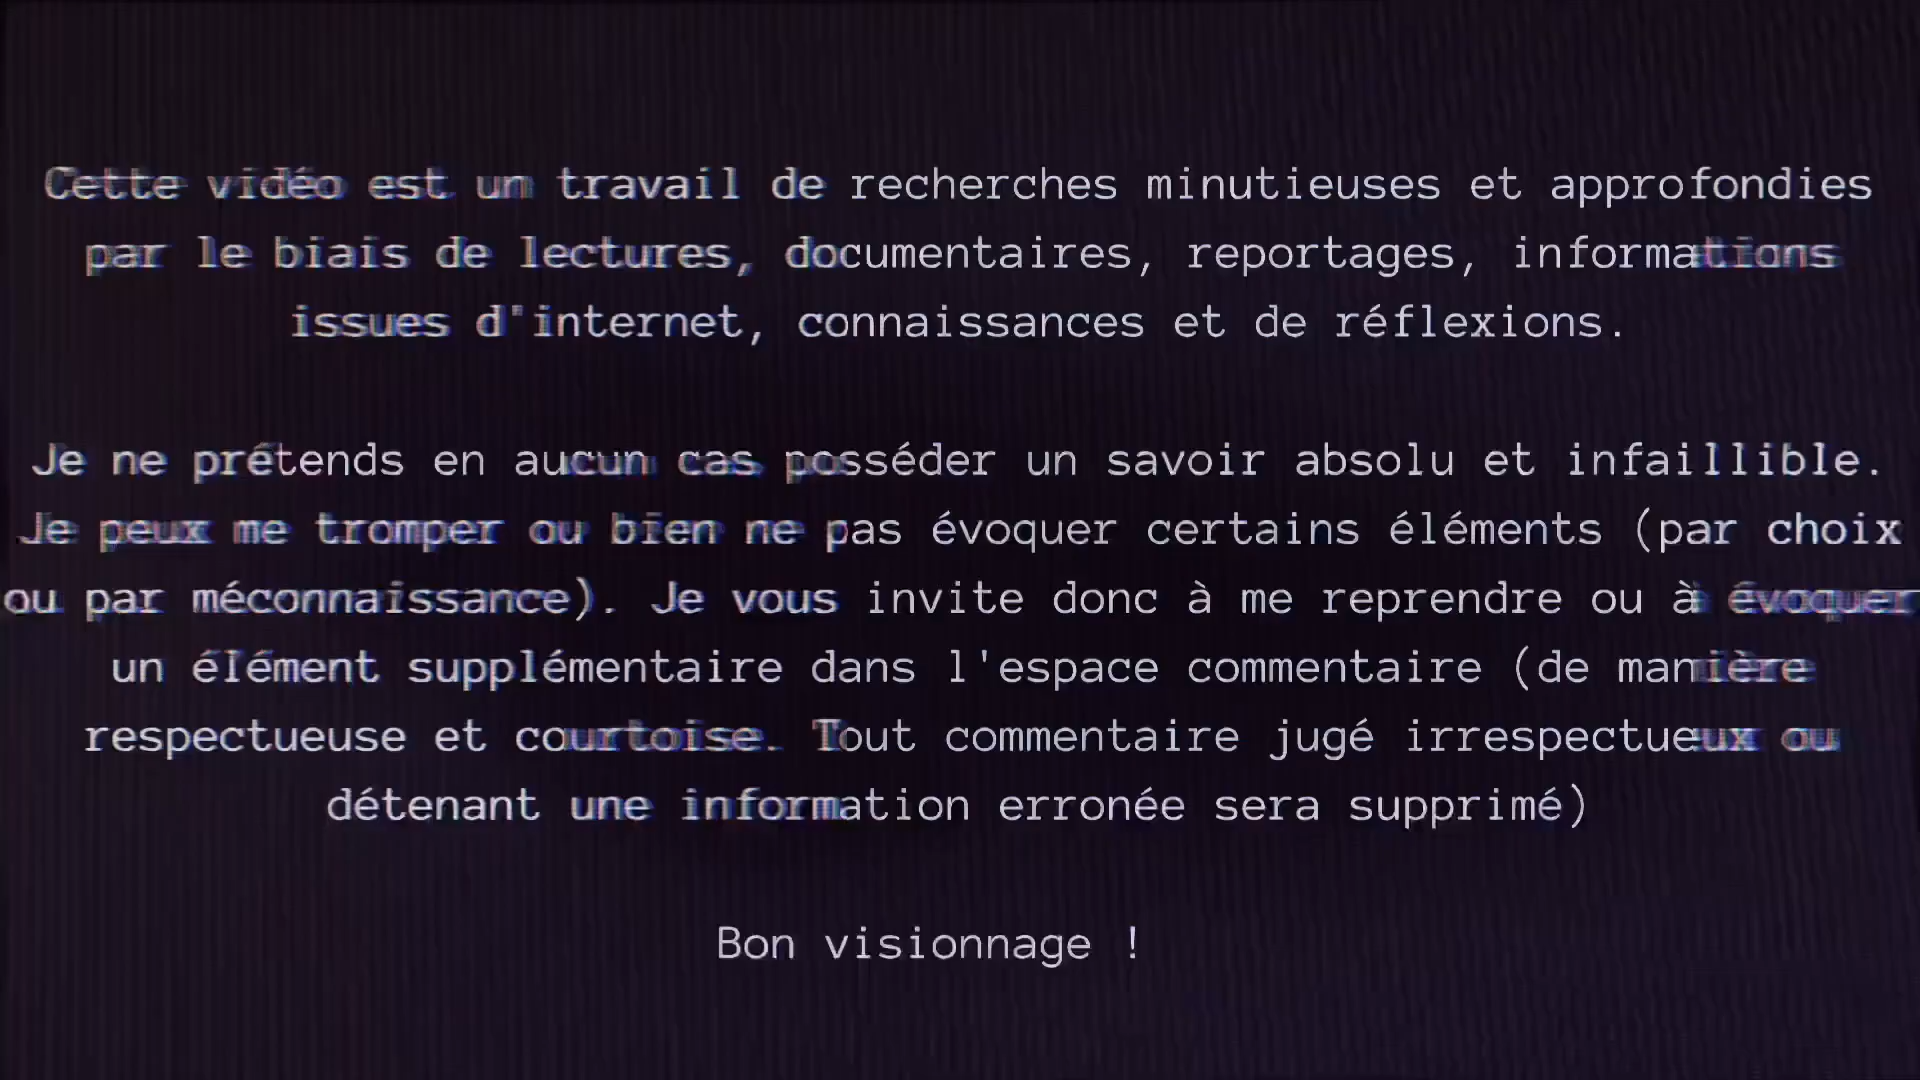 Cette vidéo est un travail de recherches minutieuses et approfondies
par le biais de lectures, documentaires, reportages, informations
issues d'internet, connaissances et de réflexions.
Je ne prétends en aucun cas posséder un savoir absolu et infaillible.
Je peux me tromper ou bien ne pas évoquer certains éléments (par choix
ou par méconnaissance). Je vous invite donc à me reprendre ou à évoquer
un élément supplémentaire dans l'espace commentaire (de manière
respectueuse et courtoise. Tout commentaire jugé irrespectueux ou
détenant une information erronée sera supprimé)
Bon visionnage !